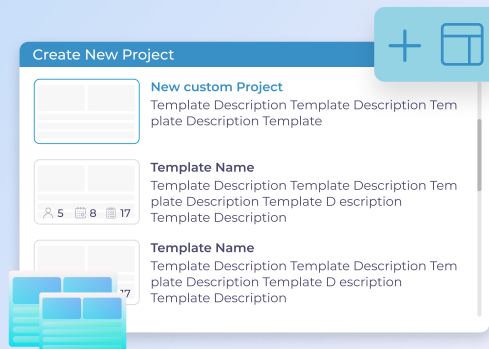 Create New Project
New custom Project
Template Description Template Description Tem
plate Description Template
Template Name
Template Description Template Description Tem
plate Description Template D escription
Template Description
5 8 17
Template Name
Template Description Template Description Tem
plate Description Template D escription
Template Description
17